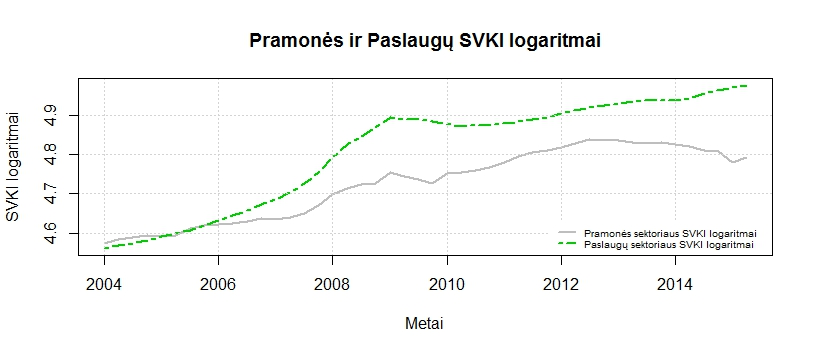 Pramonės ir Paslaugų SVKI logaritmai
SVKI logaritmai
4.9
4.8
4.7
4.6
Pramonės sektoriaus SVKI logaritmai
Paslaugų sektoriaus SVKI logaritmai
2004 2006 2008 2010 2012 2014
Metai